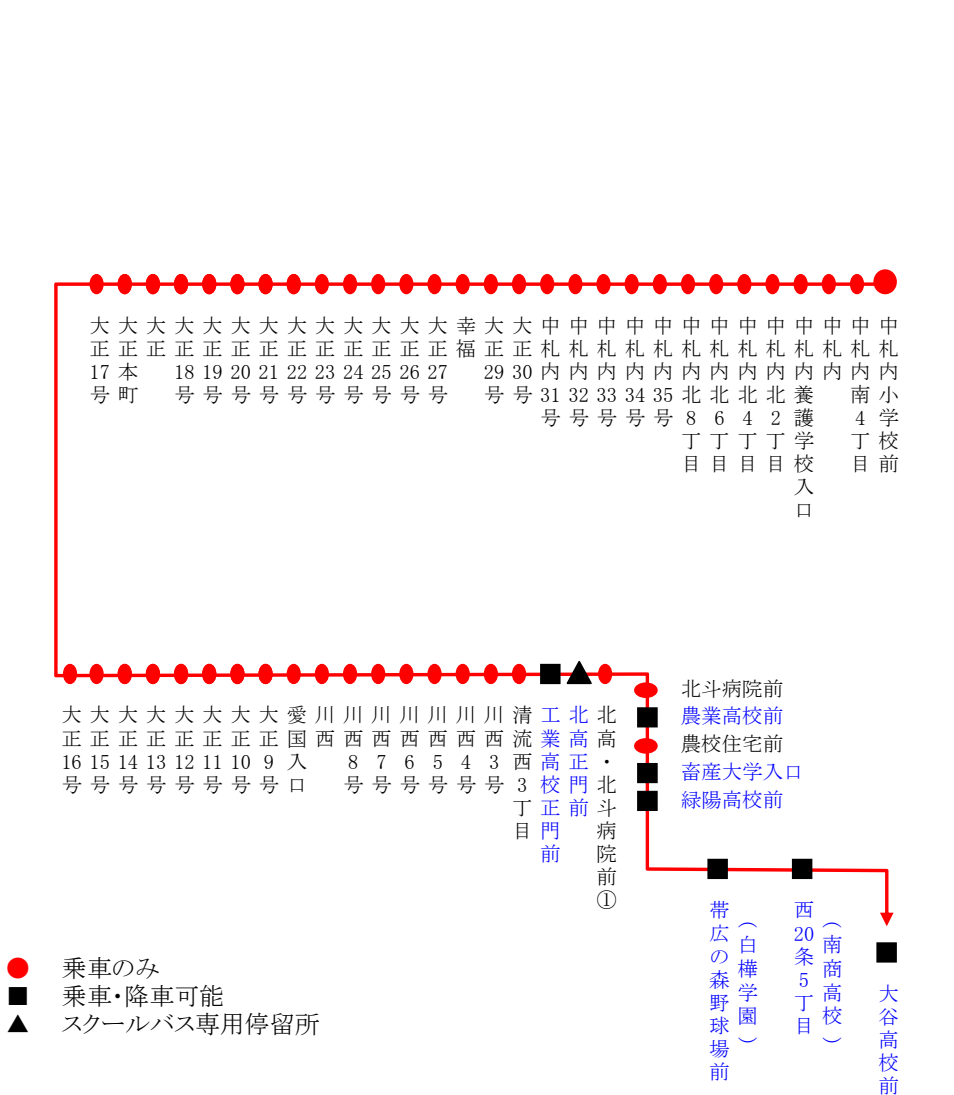 中札内小学校前
中札内南4丁目
中札内
中札内養護学校入口
中札内北2丁目
中札内北4丁目
中札内北6丁目
中札内北8丁目
中札内35号
中札内34号
中札内33号
中札内32号
中札内31号
大正30号
大正29号
幸福
大正27号
大正26号
大正25号
大正24号
大正23号
大正22号
大正21号
大正20号
大正19号
大正18号
大正
大正本町
大正17号
大正16号
大正15号
大正14号
大正13号
大正12号
大正11号
大正10号
大正9号
愛国入口
川西
川西8号
川西7号
川西6号
川西5号
川西4号
川西3号
清流西3丁目
工業高校正門前
北高正門前
北高・北斗病院前①
北斗病院前
農業高校前
農校住宅前
畜産大学入口
緑陽高校前
帯広の森野球場前
（白樺学園）
西20条5丁目
（南商高校）
大谷高校前
乗車のみ
乗車・降車可能
スクールバス専用停留所